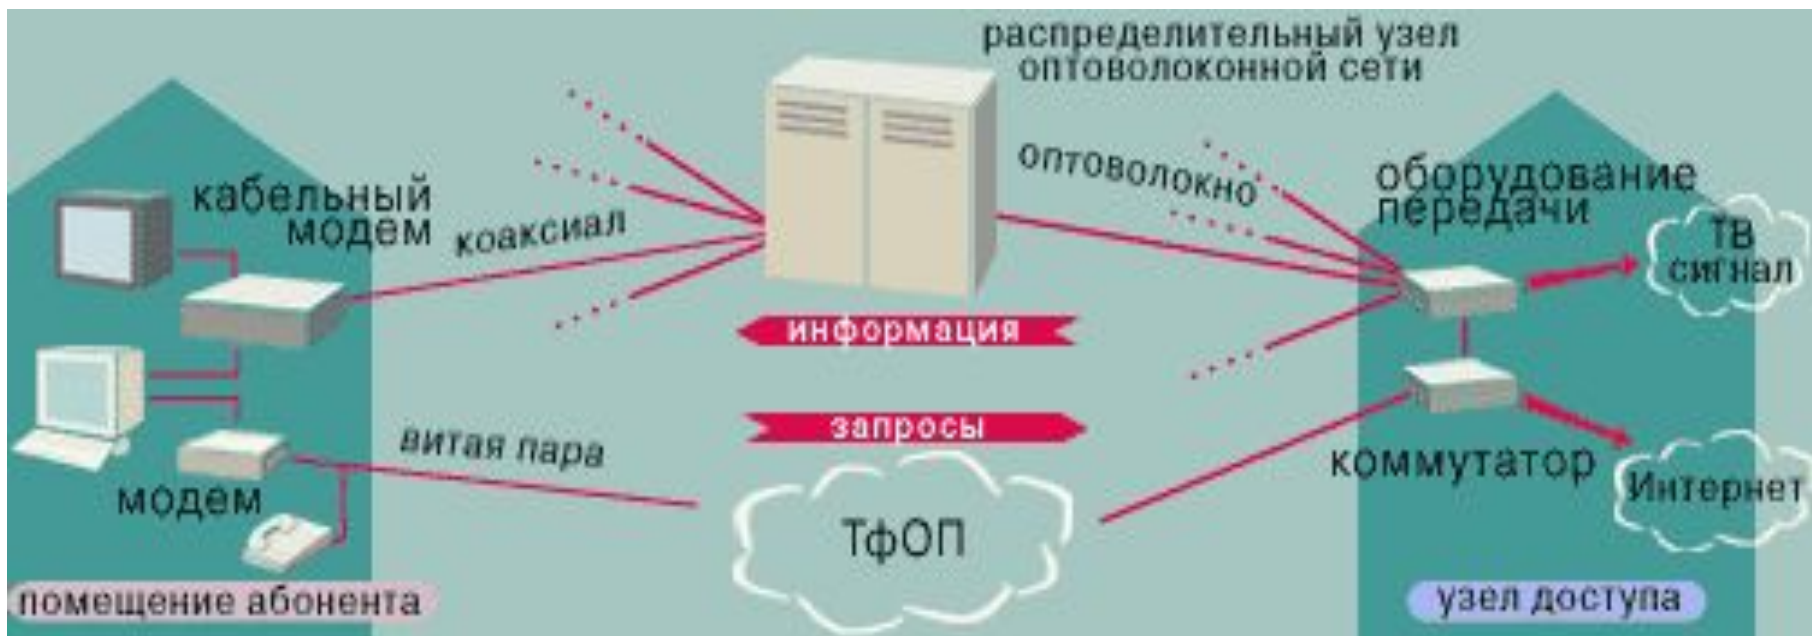 распределительный узел
оптоволоконной сети
кабельный
модем
коаксиал
оптоволокно
оборудование
передачи
ТВ
сигнал
информация
запросы
витая пара
модем
ТфОП
коммутатор
Интернет
помещение абонента
узел доступа